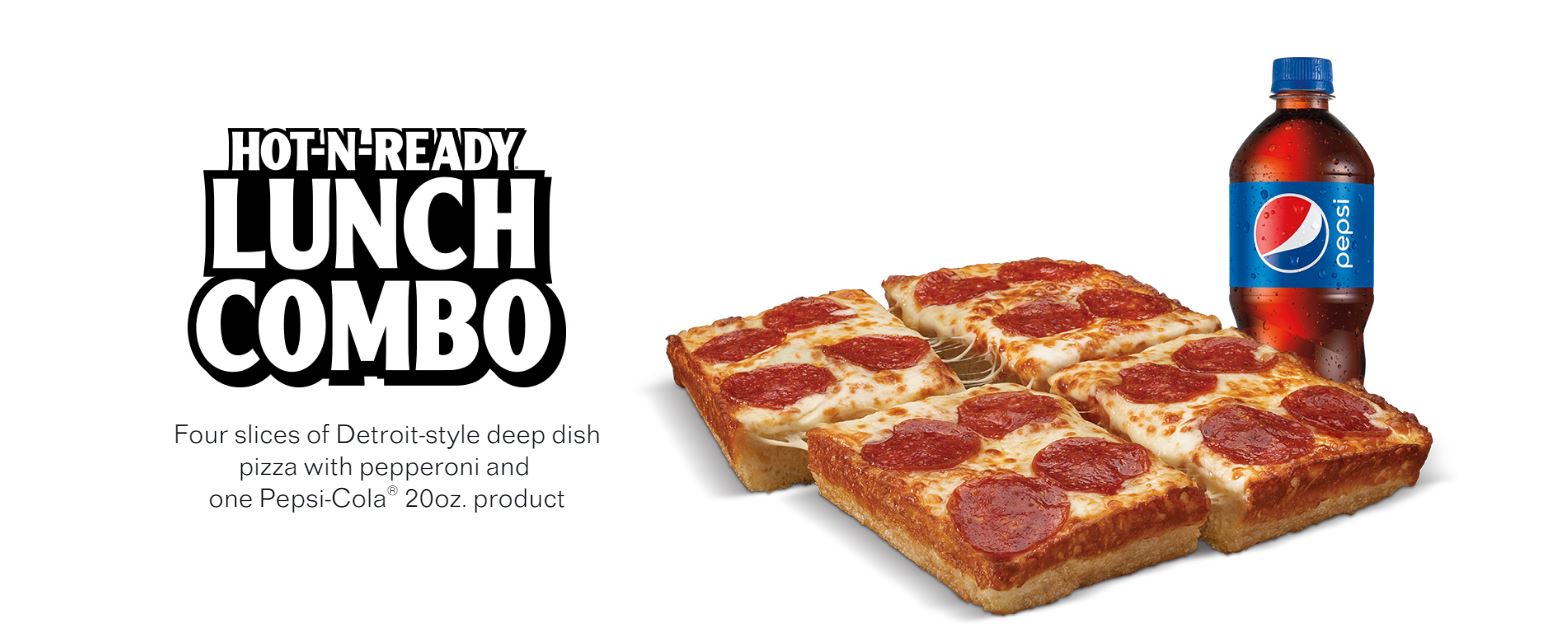 HOT-N-READY
LUNCH
COMBO
Four slices of Detroit-style deep dish
pizza with pepperoni and
one Pepsi-Cola® 20oz. product
pepsi